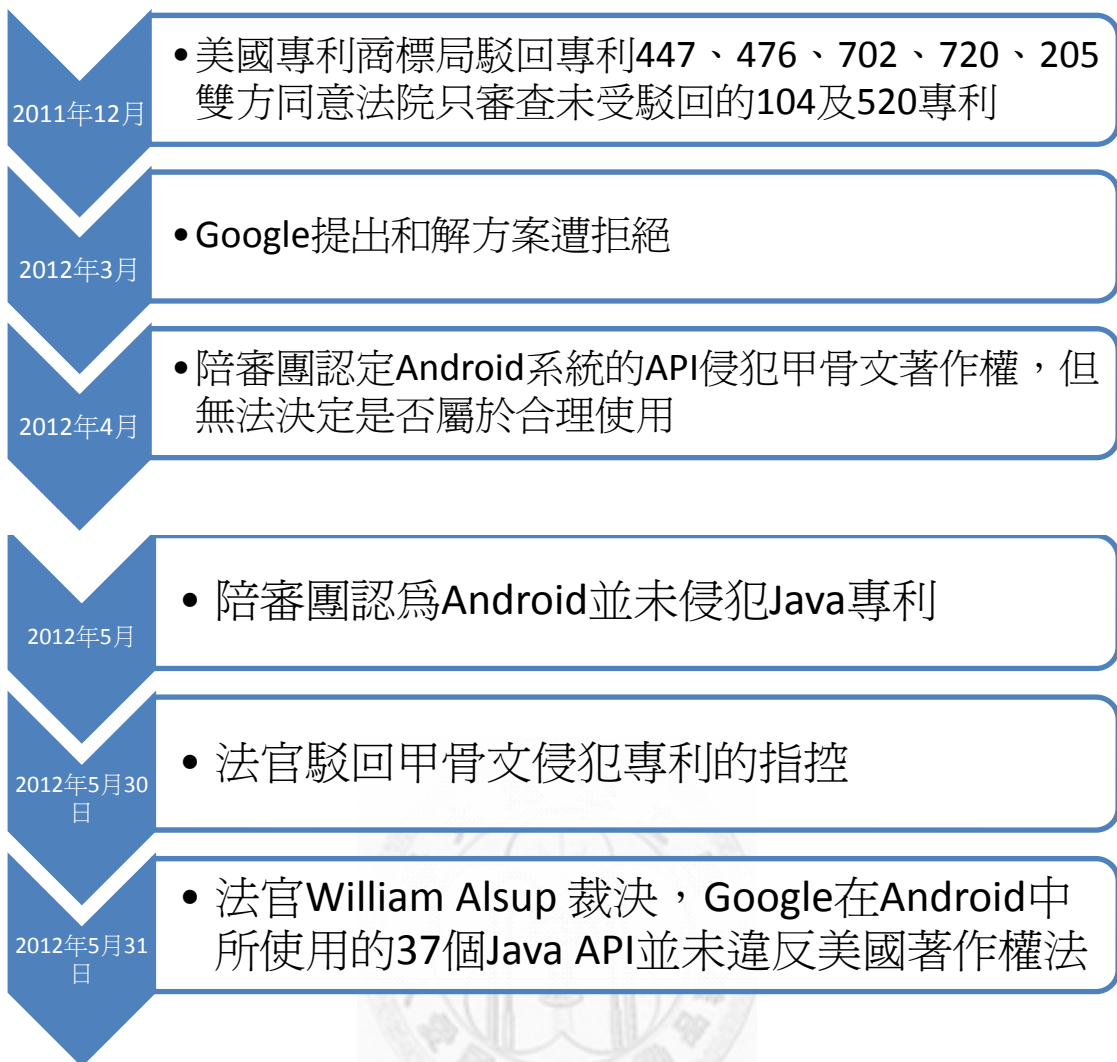 2011年12月
•美國專利商標局駁回專利447、476、702、720、205
雙方同意法院只審查未受駁回的104及520專利
2012年3月
•Google提出和解方案遭拒絕
2012年4月
•陪審團認定Android系統的API侵犯甲骨文著作權，但
無法決定是否屬於合理使用
2012年5月
• 陪審團認為Android並未侵犯Java專利
2012年5月30
日
• 法官駁回甲骨文侵犯專利的指控
2012年5月31
日
• 法官William Alsup 裁決，Google在Android中
所使用的37個Java API並未違反美國著作權法